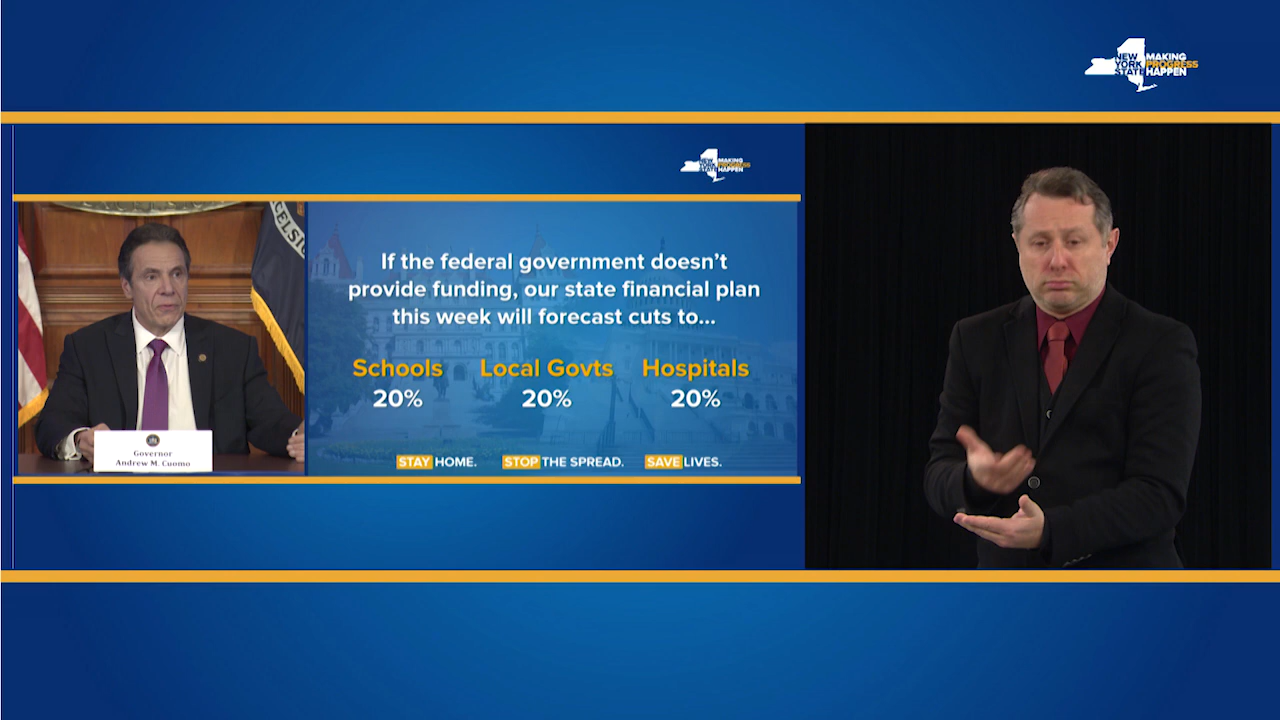 NEW YORK STATE
MAKING PROGRESS HAPPEN
NEW YORK STATE
MAKING PROGRESS HAPPEN
EXCELSIO
If the federal government doesn't
provide funding, our state financial plan
this week will forecast cuts to...
Schools Local Govts Hospitals
20% 20% 20%
Governor
Andrew M. Cuomo
STAY HOME. STOP THE SPREAD. SAVE LIVES.